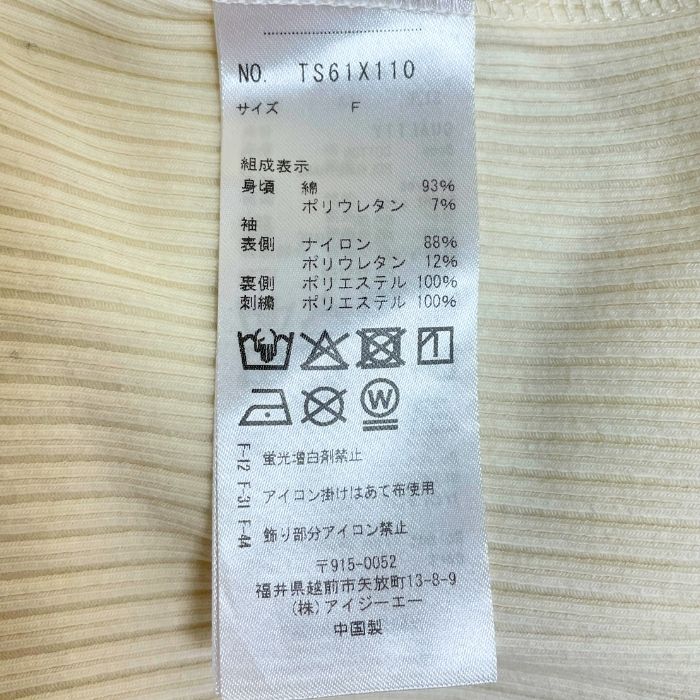 NO. TS61X110
サイズ F
組成表示
身頃 綿 93%
ポリウレタン 7%
袖
表側 ナイロン 88%
ポリウレタン 12%
裏側 ポリエステル 100%
刺繍 ポリエステル 100%
W
F-12 F-31 F-44
蛍光増白剤禁止
アイロン掛けはあて布使用
飾り部分アイロン禁止
〒915-0052
福井県越前市矢放町13-8-9
(株)アイジーエー
中国製